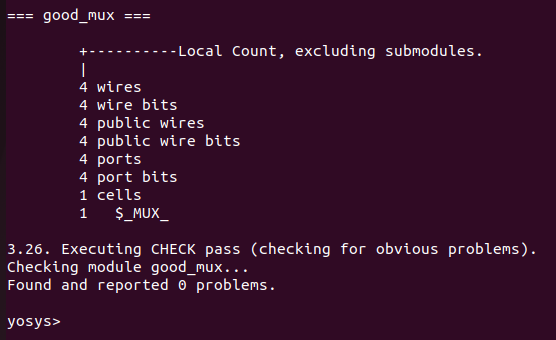 === good_mux ===
+----------Local Count, excluding submodules.
|
4 wires
4 wire bits
4 public wires
4 public wire bits
4 ports
4 port bits
1 cells
1   $_MUX_
3.26. Executing CHECK pass (checking for obvious problems).
Checking module good_mux...
Found and reported 0 problems.
yosys>